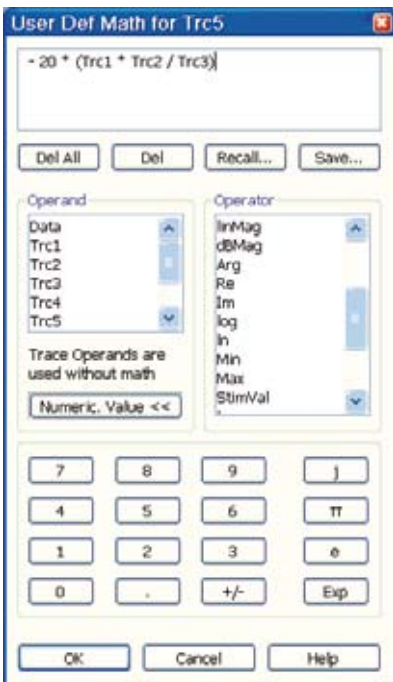 User Def Math for Trc5
- 20 * (Trc1 * Trc2 / Trc3)
Del All Del Recall... Save...
Operand
Data
Trc1
Trc2
Trc3
Trc4
Trc5
Trace Operands are
used without math
Numeric. Value <<
Operator
linMag
dBMag
Arg
Re
Im
log
ln
Min
Max
StimVal
7 8 9 j
4 5 6 π
1 2 3 e
0 . +/- Exp
OK Cancel Help